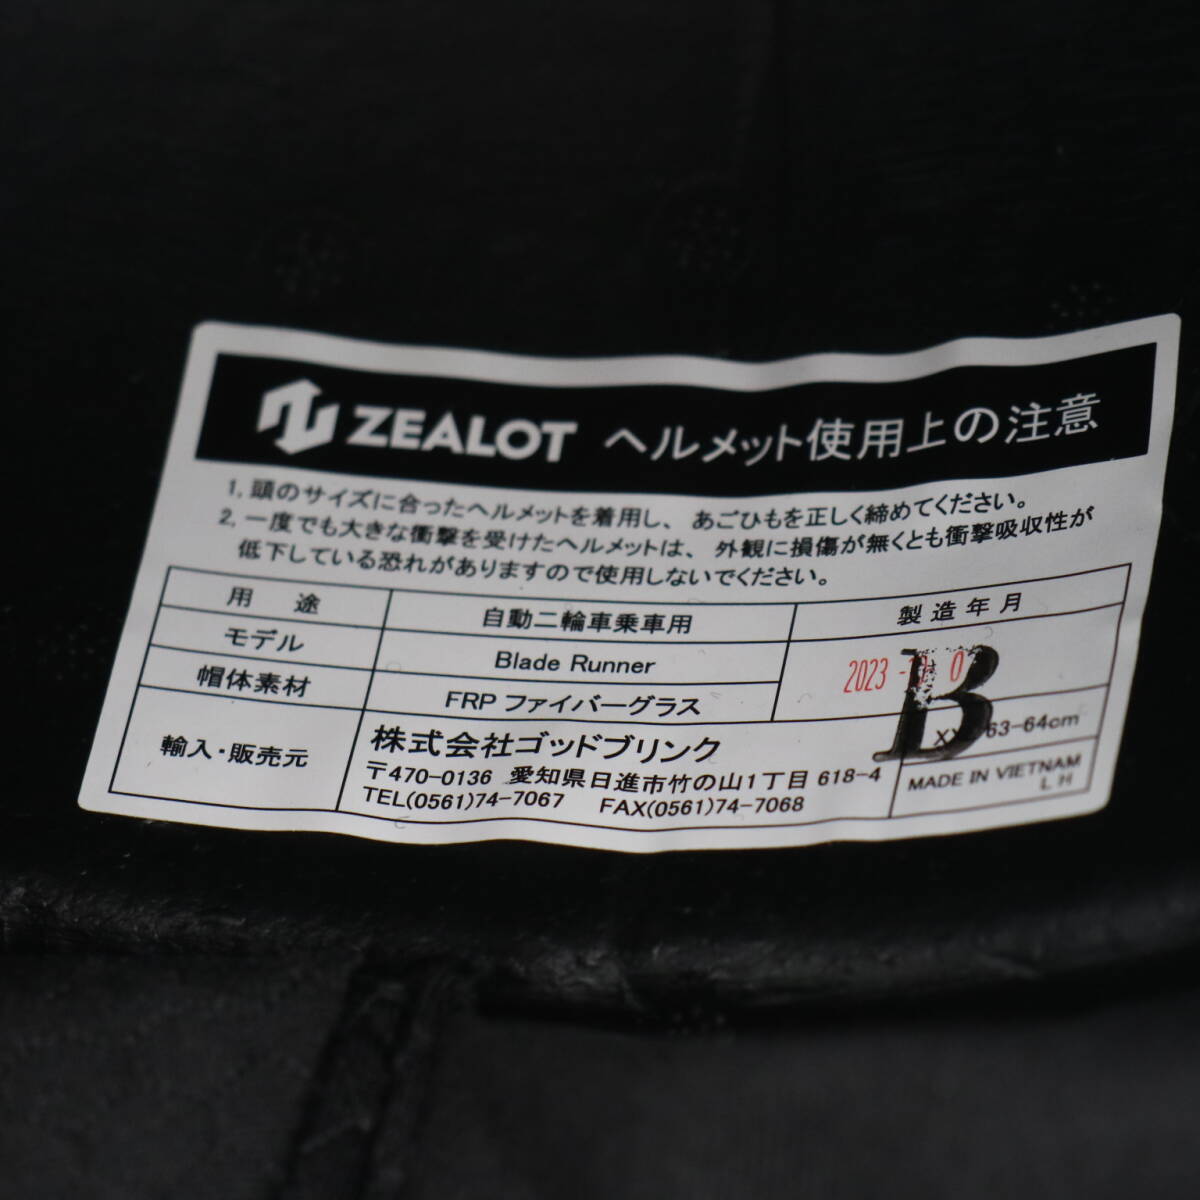 ZEALOT ヘルメット使用上の注意
1, 頭のサイズに合ったヘルメットを着用し、あごひもを正しく締めてください。
2, 一度でも大きな衝撃を受けたヘルメットは、外観に損傷が無くとも衝撃吸収性が
低下している恐れがありますので使用しないでください。
用 途 自動二輪車乗車用 製造年月
モデル Blade Runner
2023
帽体素材 FRP ファイバーグラス
B
63-64cm
輸入・販売元 株式会社ゴッドブリンク
〒470-0136 愛知県日進市竹の山1丁目 618-4
TEL(0561)74-7067 FAX(0561)74-7068
MADE IN VIETNAM
L H